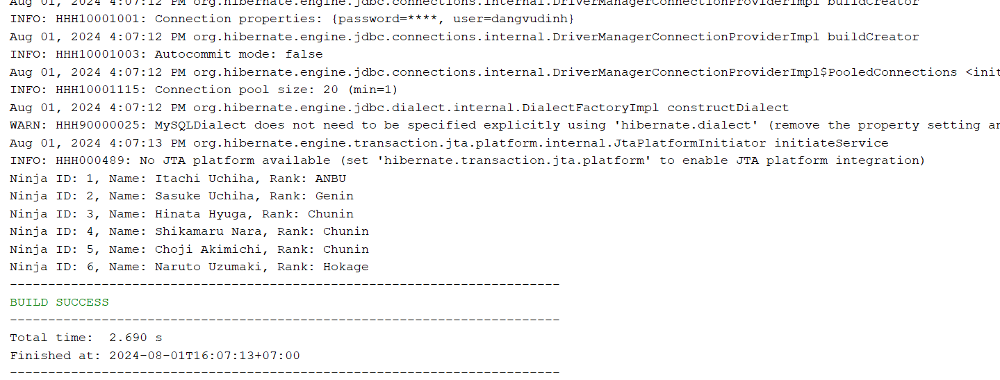 Aug 01, 2024 4:07:12 PM org.hibernate.engine.jdbc.connections.internal.DriverManagerConnectionProviderImpl buildCreator
INFO: HHH10001001: Connection properties: {password=****, user=dangvudinh}
Aug 01, 2024 4:07:12 PM org.hibernate.engine.jdbc.connections.internal.DriverManagerConnectionProviderImpl buildCreator
INFO: HHH10001003: Autocommit mode: false
Aug 01, 2024 4:07:12 PM org.hibernate.engine.jdbc.connections.internal.DriverManagerConnectionProviderImpl$PooledConnections <init
INFO: HHH10001115: Connection pool size: 20 (min=1)
Aug 01, 2024 4:07:12 PM org.hibernate.engine.jdbc.dialect.internal.DialectFactoryImpl constructDialect
WARN: HHH90000025: MySQLDialect does not need to be specified explicitly using 'hibernate.dialect' (remove the property setting an
Aug 01, 2024 4:07:13 PM org.hibernate.engine.transaction.jta.platform.internal.JtaPlatformInitiator initiateService
INFO: HHH000489: No JTA platform available (set 'hibernate.transaction.jta.platform' to enable JTA platform integration)
Ninja ID: 1, Name: Itachi Uchiha, Rank: ANBU
Ninja ID: 2, Name: Sasuke Uchiha, Rank: Genin
Ninja ID: 3, Name: Hinata Hyuga, Rank: Chunin
Ninja ID: 4, Name: Shikamaru Nara, Rank: Chunin
Ninja ID: 5, Name: Choji Akimichi, Rank: Chunin
Ninja ID: 6, Name: Naruto Uzumaki, Rank: Hokage
------------------------------------------------------------------------
BUILD SUCCESS
------------------------------------------------------------------------
Total time:  2.690 s
Finished at: 2024-08-01T16:07:13+07:00
------------------------------------------------------------------------